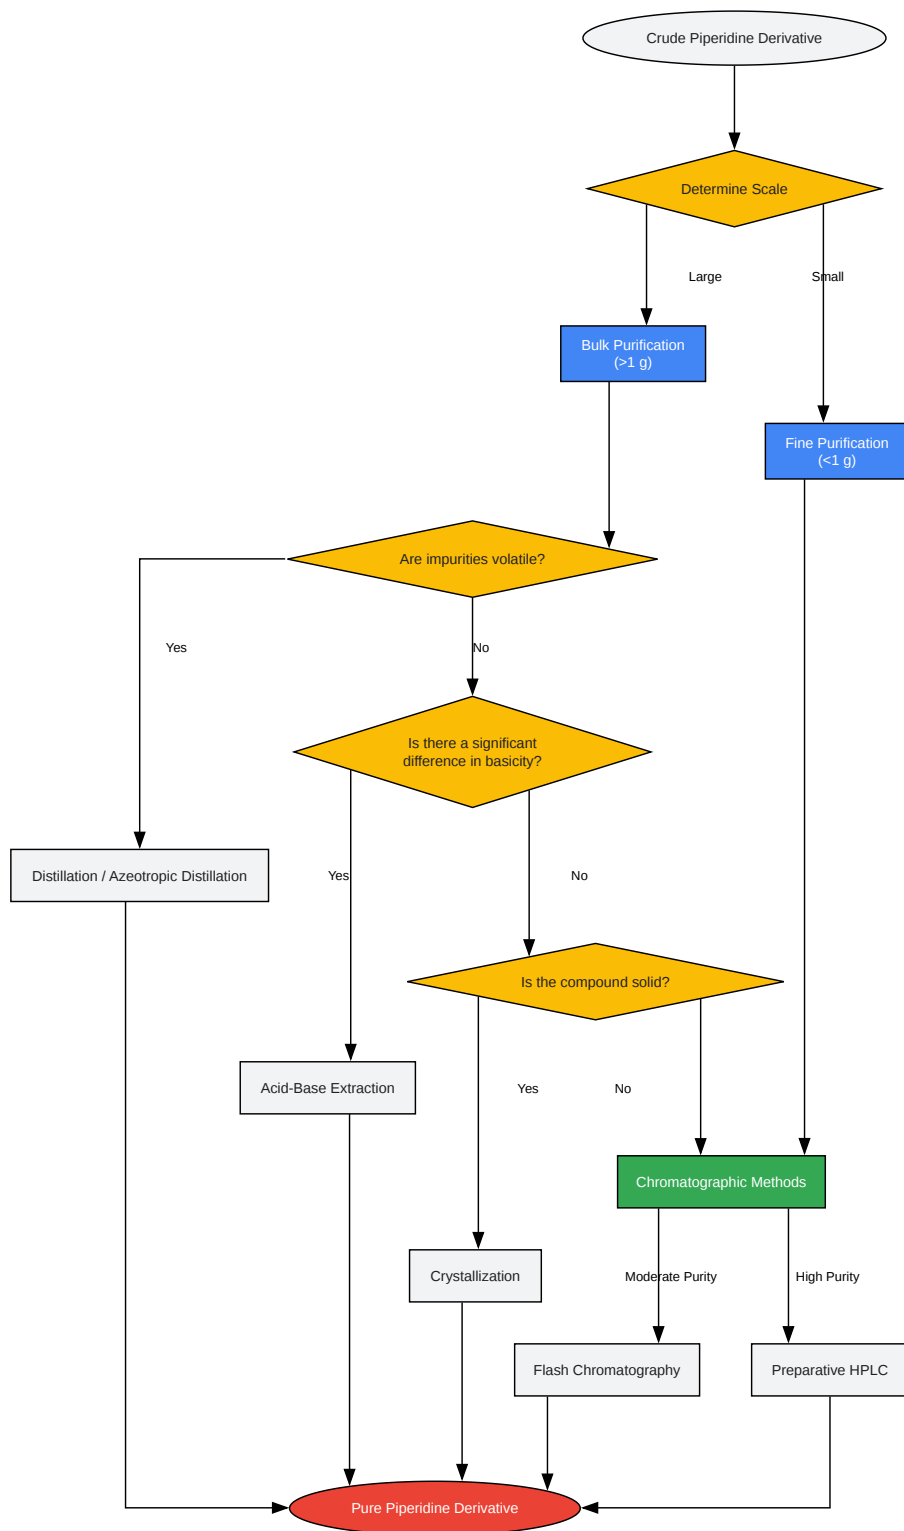 Crude Piperidine Derivative
Determine Scale
Large
Small
Bulk Purification
(>1 g)
Fine Purification
(<1 g)
Are impurities volatile?
Yes
No
Is there a significant
difference in basicity?
Distillation / Azeotropic Distillation
Yes
No
Is the compound solid?
Acid-Base Extraction
Yes
No
Chromatographic Methods
Crystallization
Moderate Purity
High Purity
Flash Chromatography
Preparative HPLC
Pure Piperidine Derivative